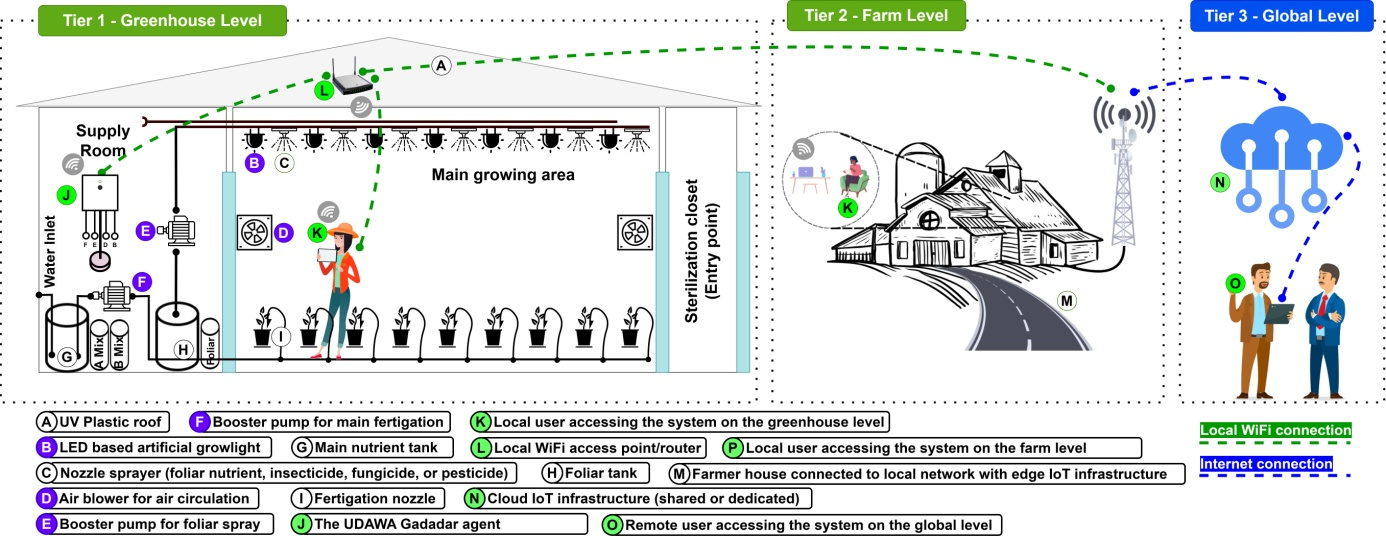 Tier 1 - Greenhouse Level
Tier 2 - Farm Level
Tier 3 - Global Level
A
L
Supply
Room
B
C
Main growing area
J
F E D B
E
D
K
Water Inlet
F
Sterilization closet
(Entry point)
G
A Mix
B Mix
H
Foliar
I
K
M
N
O
A UV Plastic roof
F Booster pump for main fertigation
K Local user accessing the system on the greenhouse level
B LED based artificial growlight
G Main nutrient tank
L Local WiFi access point/router
P Local user accessing the system on the farm level
C Nozzle sprayer (foliar nutrient, insecticide, fungicide, or pesticide)
H Foliar tank
M Farmer house connected to local network with edge IoT infrastructure
D Air blower for air circulation
I Fertigation nozzle
N Cloud IoT infrastructure (shared or dedicated)
E Booster pump for foliar spray
J The UDAWA Gadadar agent
O Remote user accessing the system on the global level
Local WiFi connection
Internet connection